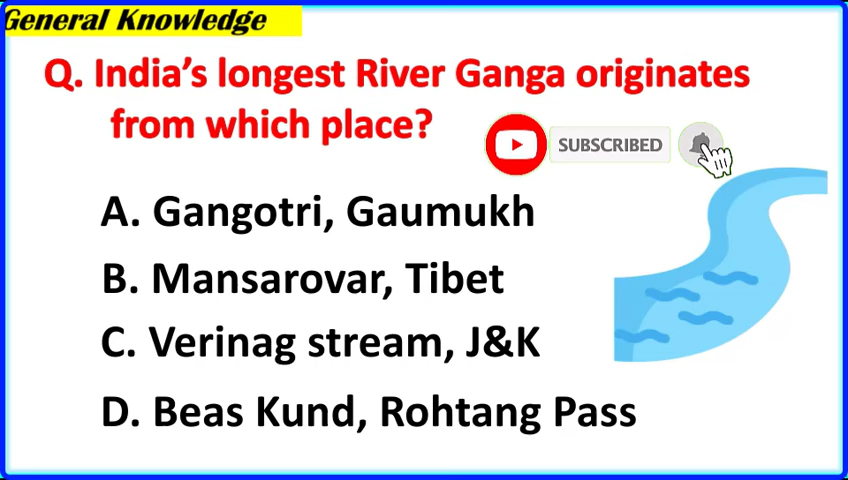 General Knowledge
Q. India's longest River Ganga originates
from which place?
SUBSCRIBED
A. Gangotri, Gaumukh
B. Mansarovar, Tibet
C. Verinag stream, J&K
D. Beas Kund, Rohtang Pass